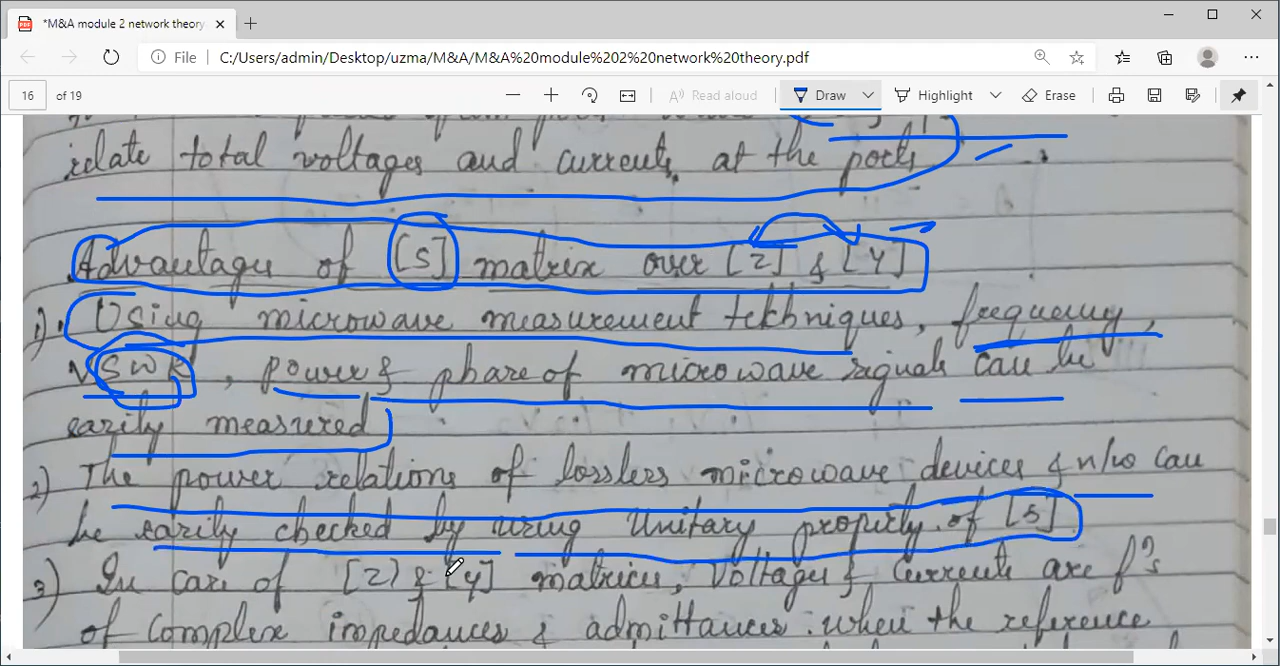 *M&A module 2 network theory
File
C:/Users/admin/Desktop/uzma/M&A/M&A%20module%202%20network%20theory.pdf
16 of 19
Read aloud
Draw
Highlight
Erase
relate total voltages and currents, at the ports
Advantages of [S] matrix over [Z] & [Y]
1). Using microwave measurement tekhniques, frequency,
VSWR, power & phase of microwave signals can be
easily measured
2) The power relations of lossless microwave devices & n/ws can
be easily checked by using Unitary property of [S]
3) In case of [Z] & [Y] matrices, Voltages & Currents are fⁿs
of complex impedances & admittances. when the reference